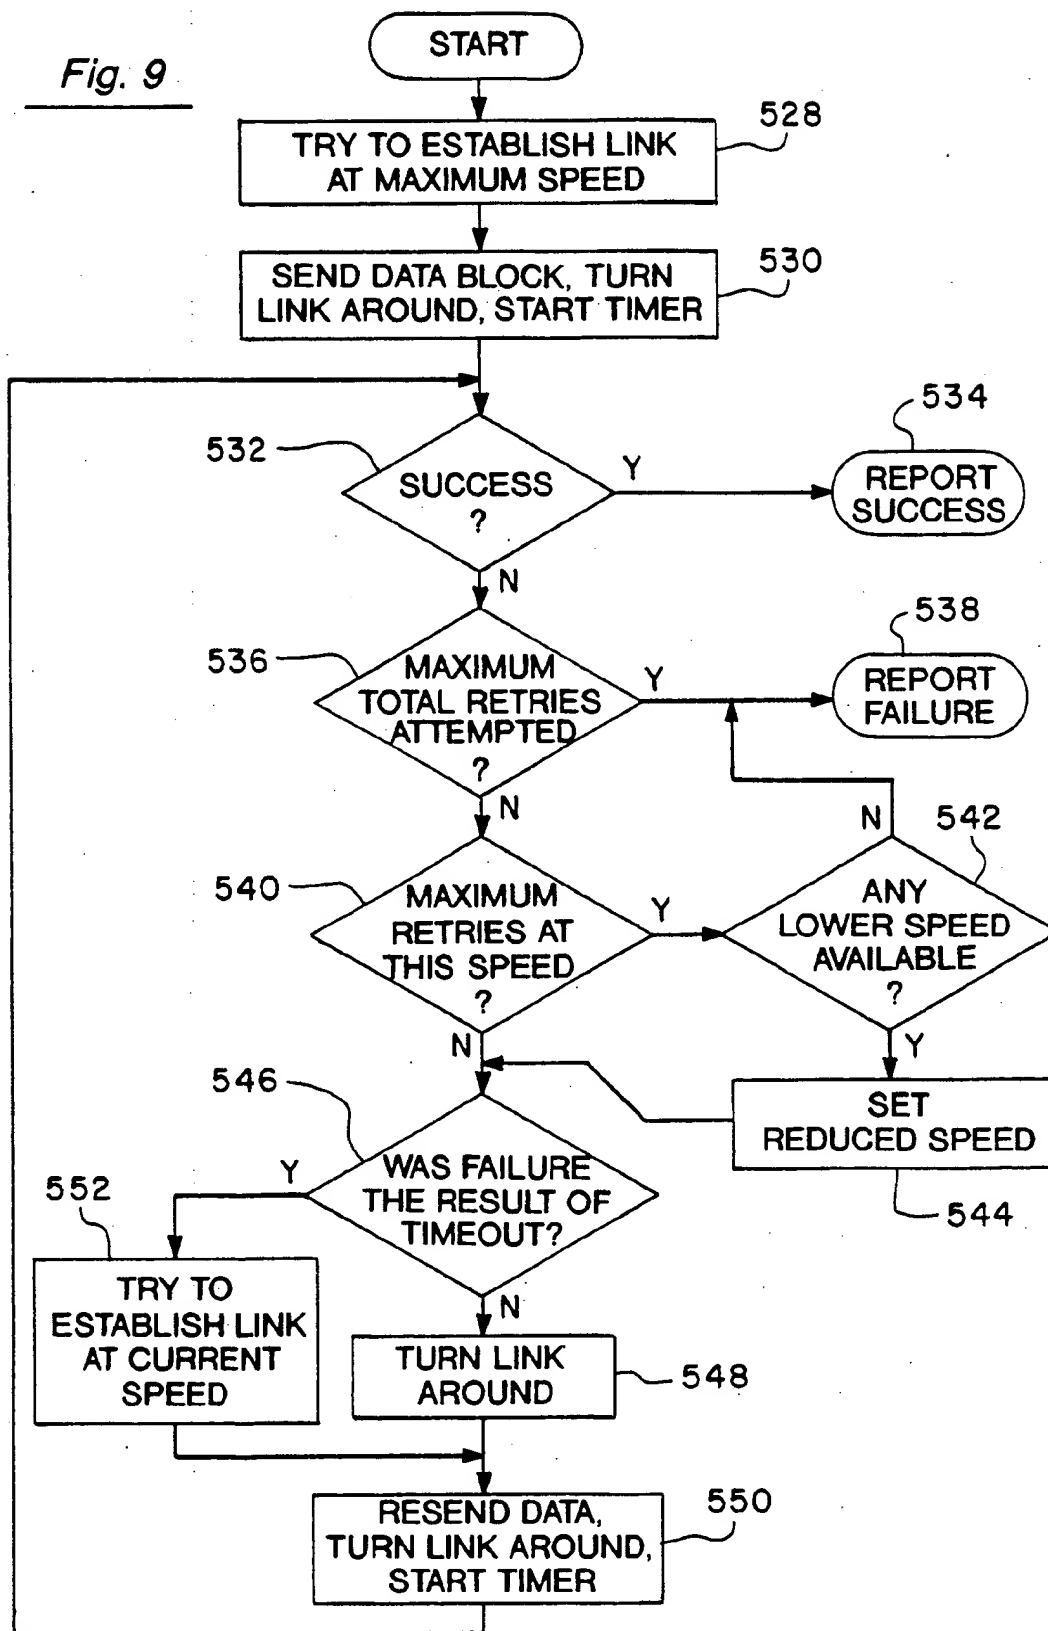 Fig. 9
START
528
TRY TO ESTABLISH LINK
AT MAXIMUM SPEED
530
SEND DATA BLOCK, TURN
LINK AROUND, START TIMER
532
SUCCESS
?
Y
534
REPORT
SUCCESS
N
536
MAXIMUM
TOTAL RETRIES
ATTEMPTED
?
Y
538
REPORT
FAILURE
N
540
MAXIMUM
RETRIES AT
THIS SPEED
?
Y
N
542
ANY
LOWER SPEED
AVAILABLE
?
Y
N
544
SET
REDUCED SPEED
546
WAS FAILURE
THE RESULT OF
TIMEOUT?
Y
552
TRY TO
ESTABLISH LINK
AT CURRENT
SPEED
N
TURN LINK
AROUND
548
550
RESEND DATA,
TURN LINK AROUND,
START TIMER